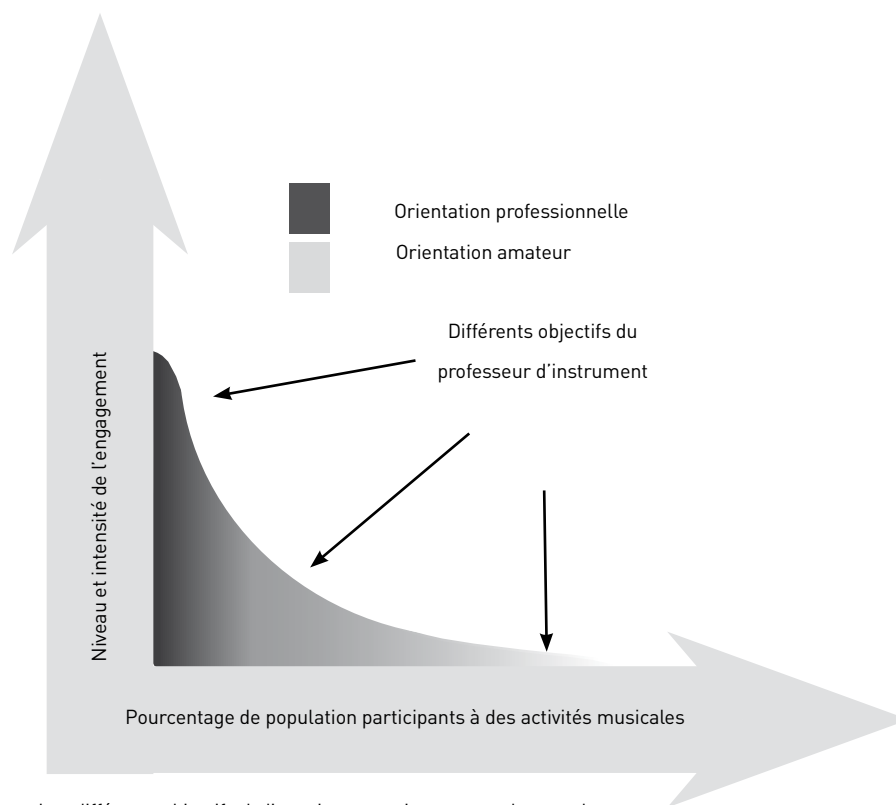 Orientation professionnelle
Orientation amateur
Différents objectifs du
professeur d'instrument
Niveau et intensité de l'engagement
Pourcentage de population participants à des activités musicales